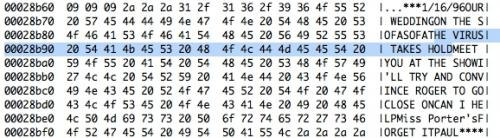 00028b60 09 09 09 2a 2a 2a 31 2f 31 36 2f 39 36 4f 55 52 |...***1/16/96OUR
00028b70 20 57 45 44 44 49 4e 47 4f 4e 20 54 48 45 20 53 | WEDDINGON THE S
00028b80 4f 46 41 53 4f 46 41 54 48 45 20 56 49 52 55 53 |OFASOFATHE VIRUS
00028b90 20 54 41 4b 45 53 20 48 4f 4c 44 4d 45 45 54 20 | TAKES HOLDMEET
00028ba0 59 4f 55 20 41 54 20 54 48 45 20 53 48 4f 57 49 |YOU AT THE SHOWI
00028bb0 27 4c 4c 20 54 52 59 20 41 4e 44 20 43 4f 4e 56 |'LL TRY AND CONV
00028bc0 49 4e 43 45 20 52 4f 47 45 52 20 54 4f 20 47 4f |INCE ROGER TO GO
00028bd0 43 4c 4f 53 45 20 4f 4e 43 41 4e 20 49 20 48 45 |CLOSE ONCAN I HE
00028be0 4c 50 4d 69 73 73 20 50 6f 72 74 65 72 27 73 46 |LPMiss Porter'sF
00028bf0 4f 52 47 45 54 20 49 54 50 41 55 4c 2a 2a 2a 2a |ORGET ITPAUL****